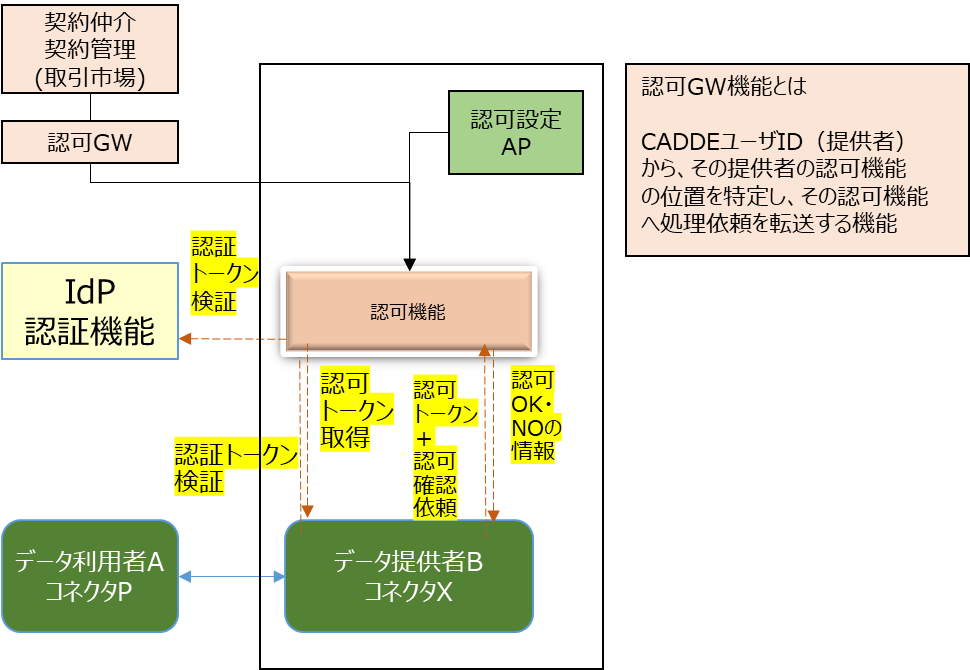 契約仲介
契約管理
(取引市場)
認可GW
認可設定
AP
認可GW機能とは
CADDEユーザID（提供者）
から、その提供者の認可機能
の位置を特定し、その認可機能
へ処理依頼を転送する機能
認証
トークン
検証
IdP
認証機能
認可機能
認可
トークン
取得
認可
トークン
＋
認可
確認
依頼
認可
OK・
NOの
情報
認証トークン
検証
データ利用者A
コネクタP
データ提供者B
コネクタX